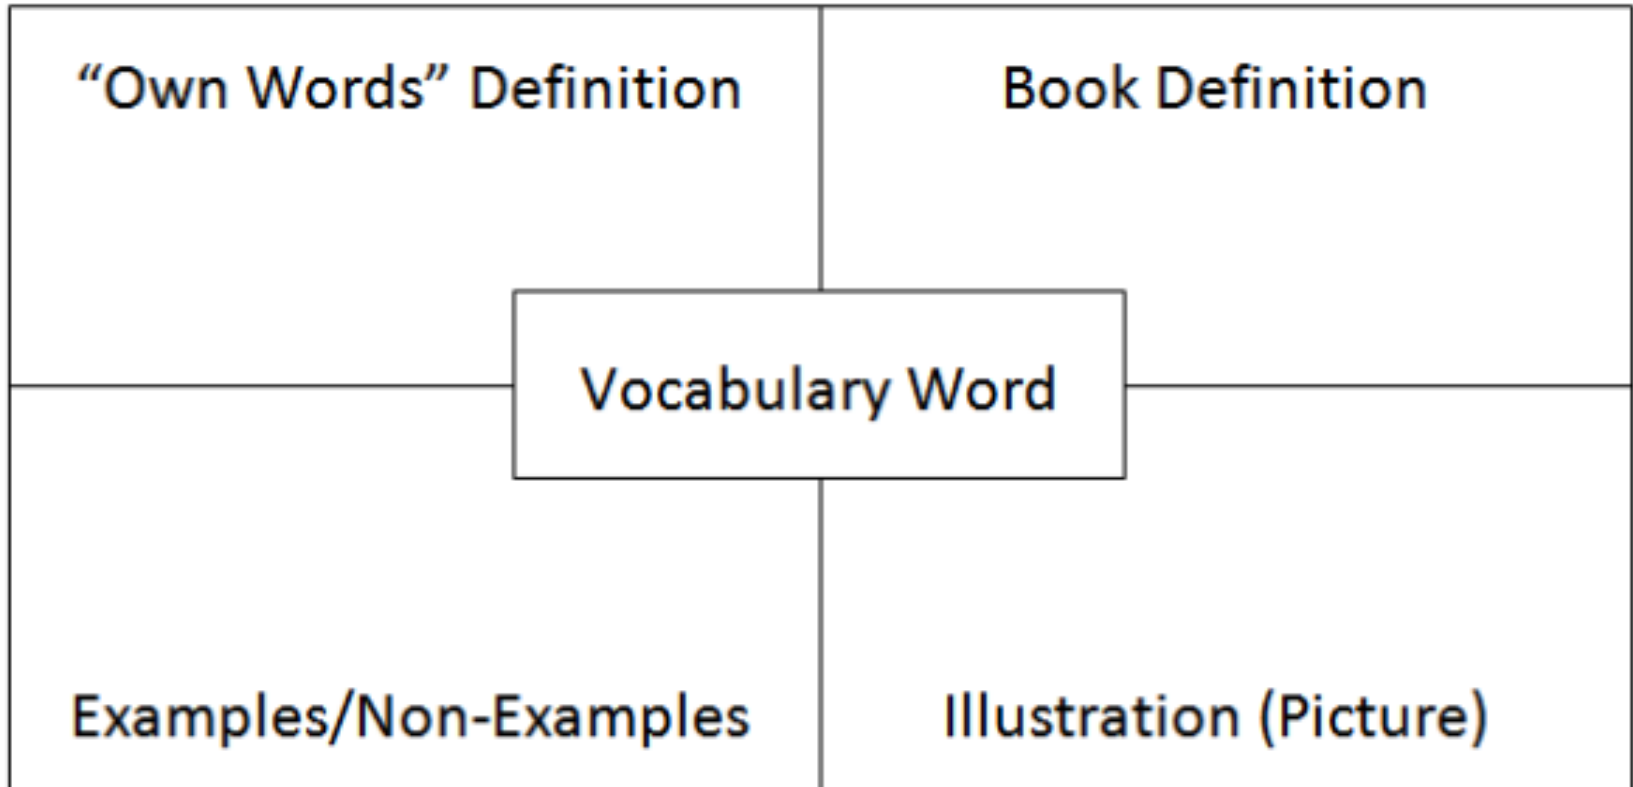 “Own Words” Definition
Book Definition
Vocabulary Word
Examples/Non-Examples
Illustration (Picture)